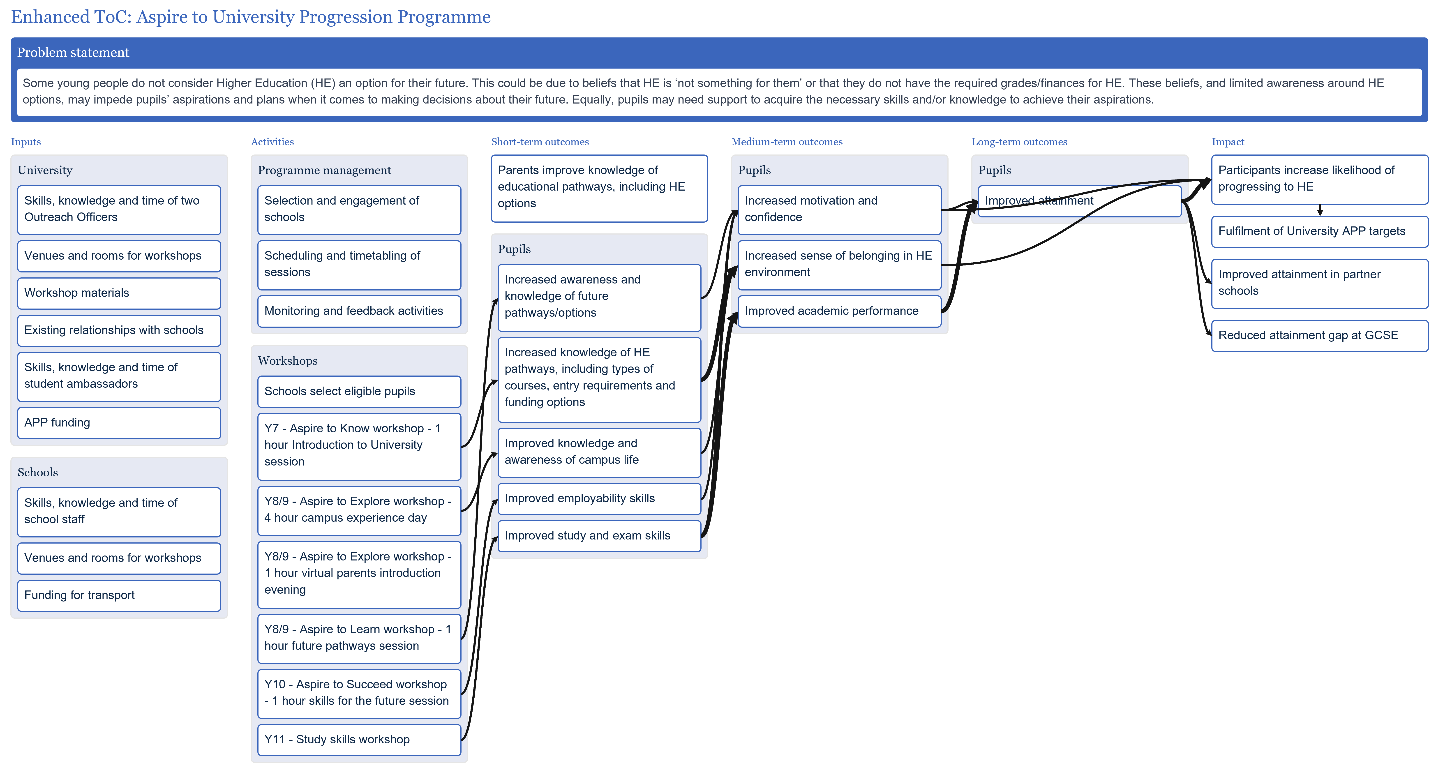 Enhanced ToC: Aspire to University Progression Programme
Problem statement
Some young people do not consider Higher Education (HE) an option for their future. This could be due to beliefs that HE is ‘not something for them’ or that they do not have the required grades/finances for HE. These beliefs, and limited awareness around HE
options, may impede pupils’ aspirations and plans when it comes to making decisions about their future. Equally, pupils may need support to acquire the necessary skills and/or knowledge to achieve their aspirations.
Inputs
University
Skills, knowledge and time of two
Outreach Officers
Venues and rooms for workshops
Workshop materials
Existing relationships with schools
Skills, knowledge and time of
student ambassadors
APP funding
Schools
Skills, knowledge and time of
school staff
Venues and rooms for workshops
Funding for transport
Activities
Programme management
Selection and engagement of
schools
Scheduling and timetabling of
sessions
Monitoring and feedback activities
Workshops
Schools select eligible pupils
Y7 - Aspire to Know workshop - 1
hour Introduction to University
session
Y8/9 - Aspire to Explore workshop -
4 hour campus experience day
Y8/9 - Aspire to Explore workshop -
1 hour virtual parents introduction
evening
Y8/9 - Aspire to Learn workshop - 1
hour future pathways session
Y10 - Aspire to Succeed workshop
- 1 hour skills for the future session
Y11 - Study skills workshop
Short-term outcomes
Parents improve knowledge of
educational pathways, including HE
options
Pupils
Increased awareness and
knowledge of future
pathways/options
Increased knowledge of HE
pathways, including types of
courses, entry requirements and
funding options
Improved knowledge and
awareness of campus life
Improved employability skills
Improved study and exam skills
Medium-term outcomes
Pupils
Increased motivation and
confidence
Increased sense of belonging in HE
environment
Improved academic performance
Long-term outcomes
Pupils
Improved attainment
Impact
Participants increase likelihood of
progressing to HE
Fulfilment of University APP targets
Improved attainment in partner
schools
Reduced attainment gap at GCSE